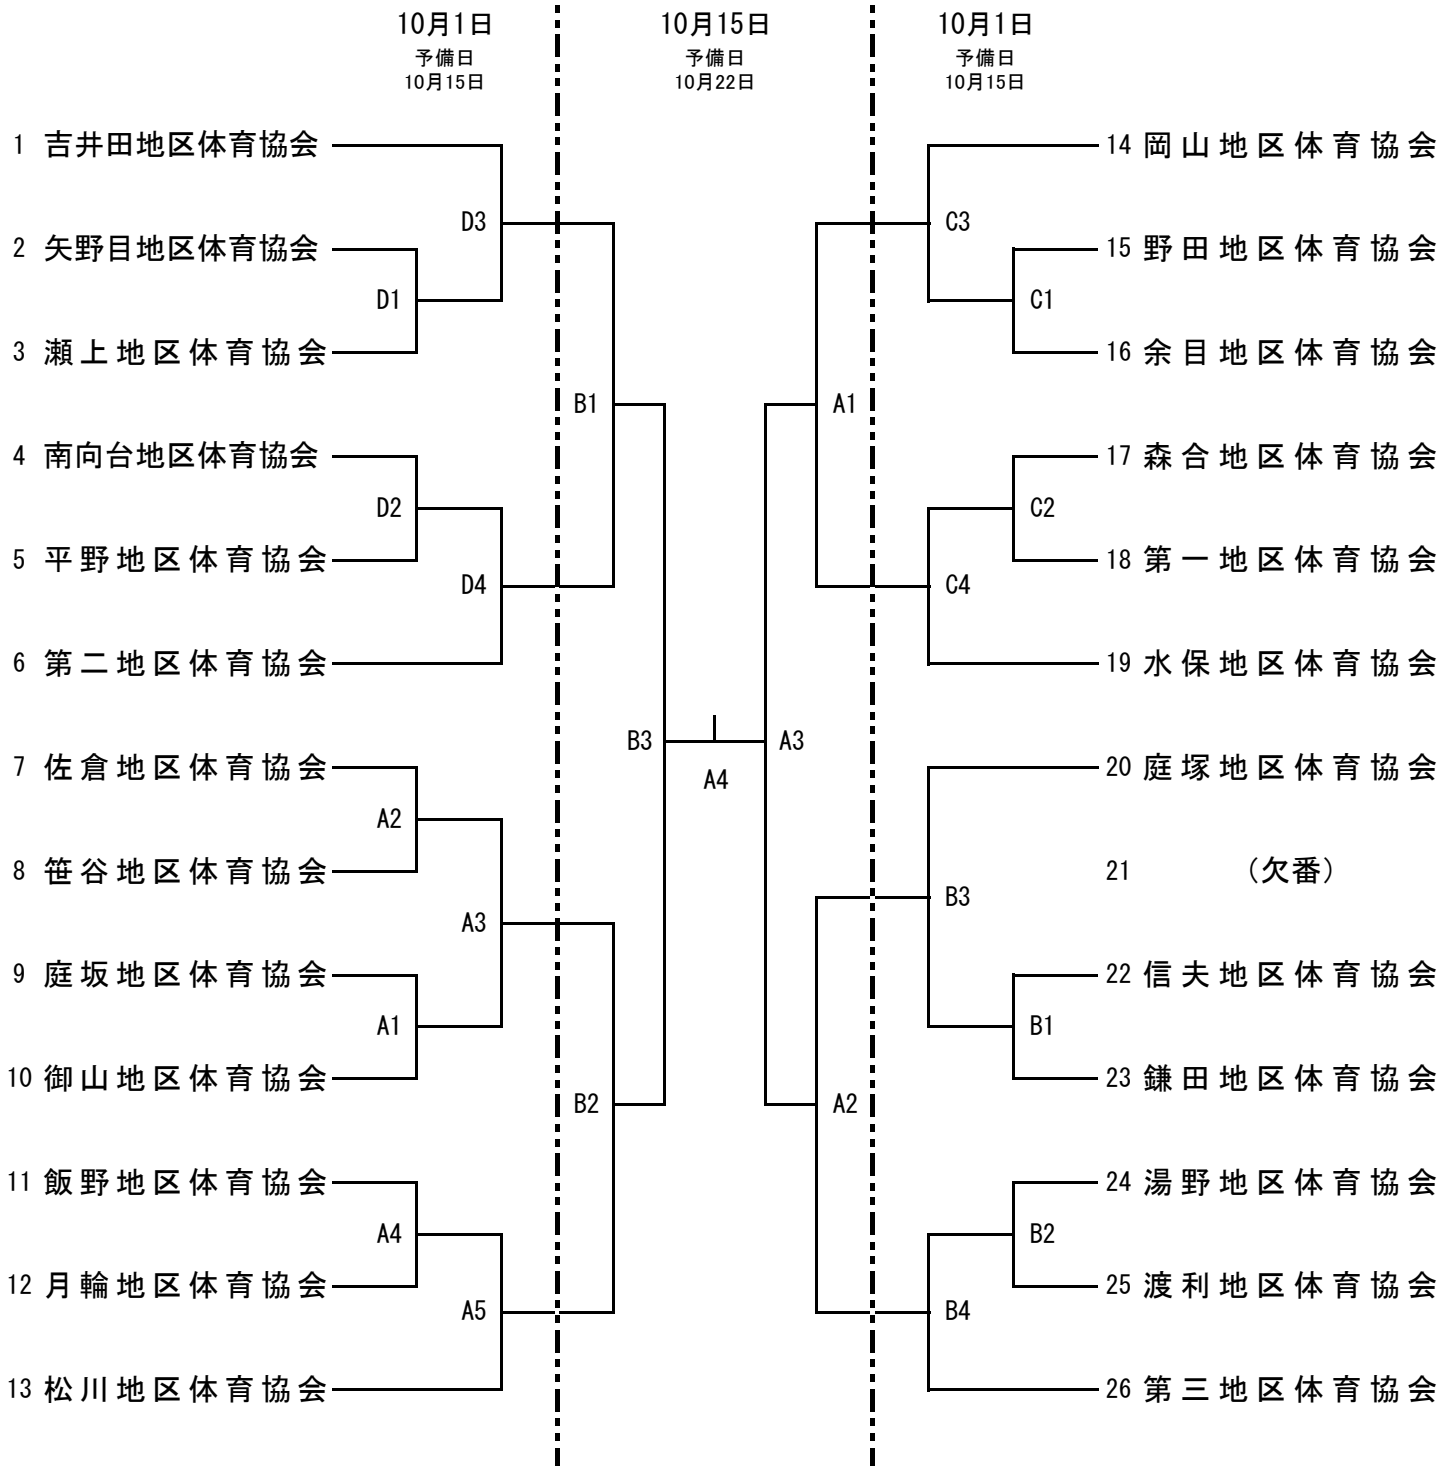 10月1日 10月15日 10月1日
予備日 予備日 予備日
10月15日 10月22日 10月15日
1 吉井田地区体育協会 14 岡山地区体育協会
D3 C3
2 矢野目地区体育協会 15 野田地区体育協会
D1 C1
3 瀬上地区体育協会 16 余目地区体育協会
B1 A1
4 南向台地区体育協会 17 森合地区体育協会
D2 C2
5 平野地区体育協会 18 第一地区体育協会
D4 C4
6 第二地区体育協会 19 水保地区体育協会
B3 A3
7 佐倉地区体育協会 20 庭塚地区体育協会
A4
A2
8 笹谷地区体育協会 21 （欠番）
A3 B3
9 庭坂地区体育協会 22 信夫地区体育協会
A1 B1
10 御山地区体育協会 23 鎌田地区体育協会
B2 A2
11 飯野地区体育協会 24 湯野地区体育協会
A4 B2
12 月輪地区体育協会 25 渡利地区体育協会
A5 B4
13 松川地区体育協会 26 第三地区体育協会